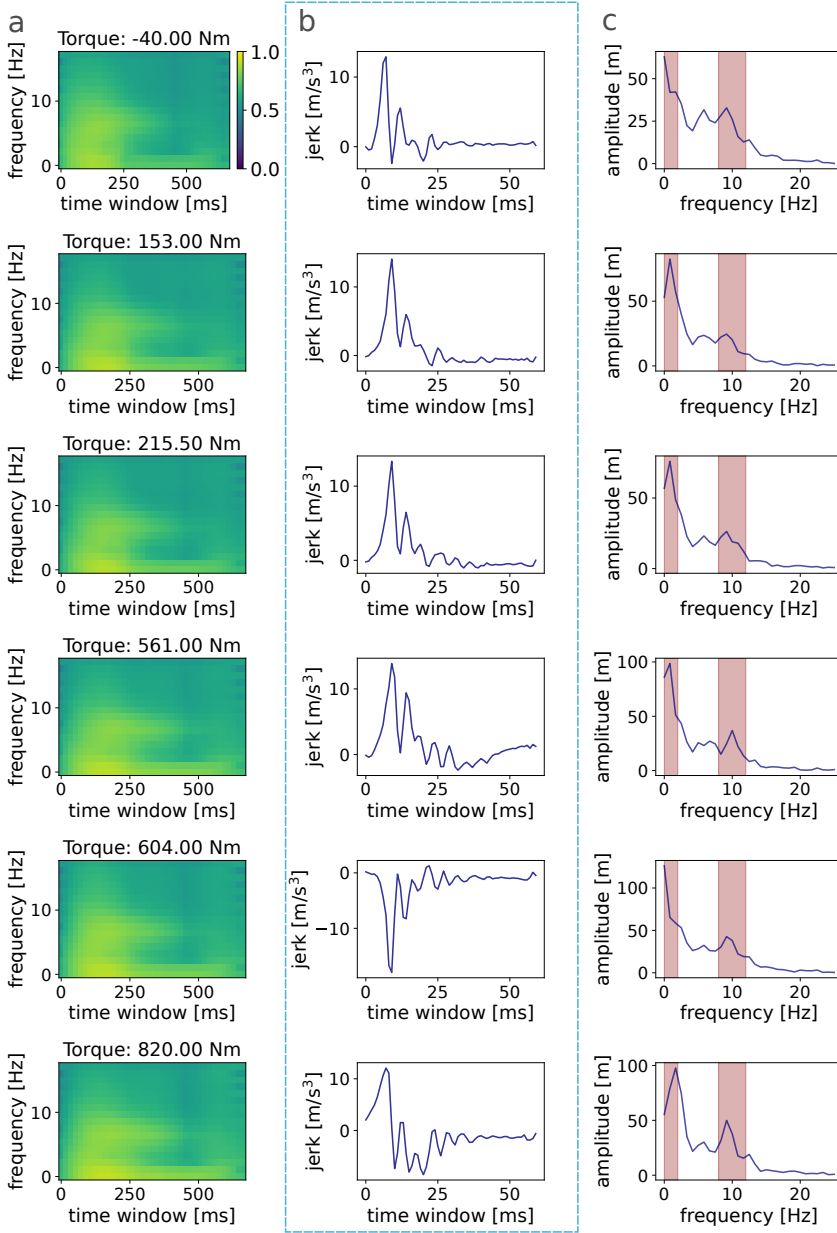 a b c
Torque: -40.00 Nm
frequency [Hz]
10
0
0 250 500
time window [ms]
1.0
0.5
0.0
jerk [m/s³]
10
0
0 25 50
time window [ms]
amplitude [m]
50
25
0
0 10 20
frequency [Hz]
Torque: 153.00 Nm
frequency [Hz]
10
0
0 250 500
time window [ms]
jerk [m/s³]
10
0
0 25 50
time window [ms]
amplitude [m]
50
0
0 10 20
frequency [Hz]
Torque: 215.50 Nm
frequency [Hz]
10
0
0 250 500
time window [ms]
jerk [m/s³]
10
0
0 25 50
time window [ms]
amplitude [m]
50
0
0 10 20
frequency [Hz]
Torque: 561.00 Nm
frequency [Hz]
10
0
0 250 500
time window [ms]
jerk [m/s³]
10
0
0 25 50
time window [ms]
amplitude [m]
100
50
0
0 10 20
frequency [Hz]
Torque: 604.00 Nm
frequency [Hz]
10
0
0 250 500
time window [ms]
jerk [m/s³]
0
−10
0 25 50
time window [ms]
amplitude [m]
100
50
0
0 10 20
frequency [Hz]
Torque: 820.00 Nm
frequency [Hz]
10
0
0 250 500
time window [ms]
jerk [m/s³]
10
0
0 25 50
time window [ms]
amplitude [m]
100
50
0
0 10 20
frequency [Hz]